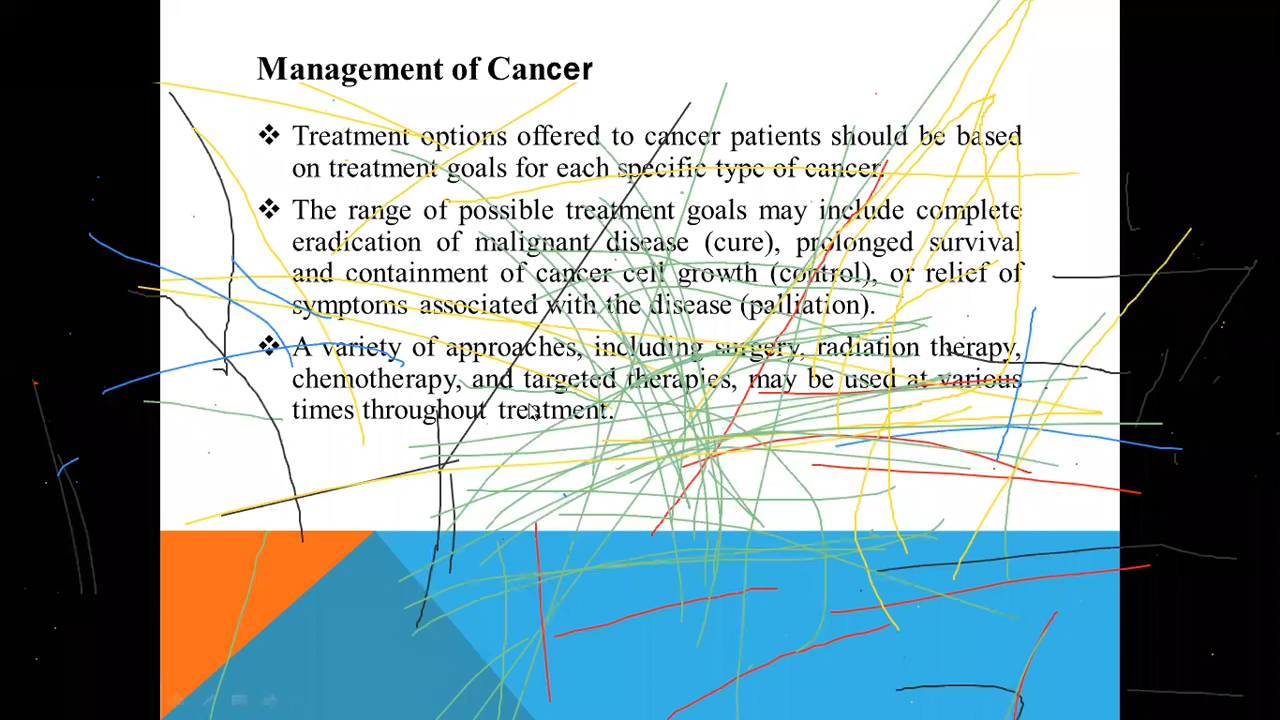 Management of Cancer
❖ Treatment options offered to cancer patients should be based
on treatment goals for each specific type of cancer.
❖ The range of possible treatment goals may include complete
eradication of malignant disease (cure), prolonged survival
and containment of cancer cell growth (control), or relief of
symptoms associated with the disease (palliation).
❖ A variety of approaches, including surgery, radiation therapy,
chemotherapy, and targeted therapies, may be used at various
times throughout treatment.